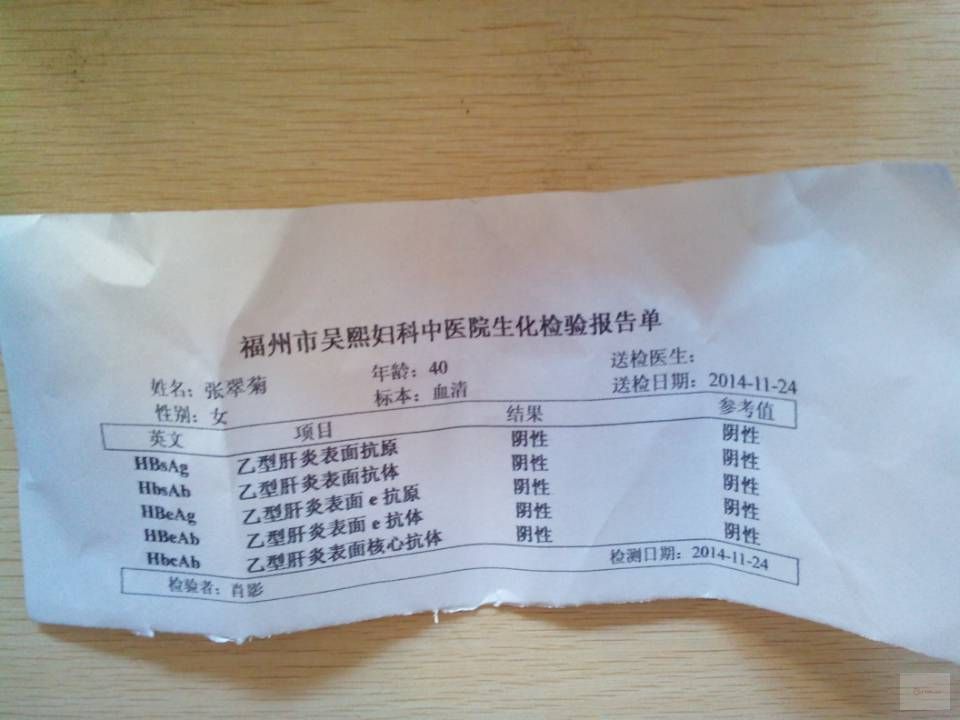 福州市吴熙妇科中医院生化检验报告单
姓名：张翠菊 年龄：40 送检医生：
性别：女 标本：血清 送检日期：2014-11-24
英文 项目 结果 参考值
HBsAg 乙型肝炎表面抗原 阴性 阴性
HbsAb 乙型肝炎表面抗体 阴性 阴性
HBeAg 乙型肝炎表面 e 抗原 阴性 阴性
HBeAb 乙型肝炎表面 e 抗体 阴性 阴性
HbcAb 乙型肝炎表面核心抗体 阴性 阴性
检验者：肖影 检测日期：2014-11-24